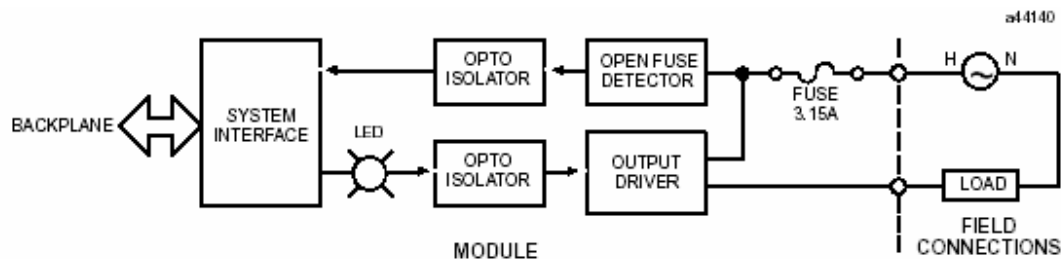 a44140
OPTO
ISOLATOR
OPEN FUSE
DETECTOR
H
N
FUSE
3.15A
BACKPLANE
SYSTEM
INTERFACE
LED
OPTO
ISOLATOR
OUTPUT
DRIVER
LOAD
MODULE
FIELD
CONNECTIONS